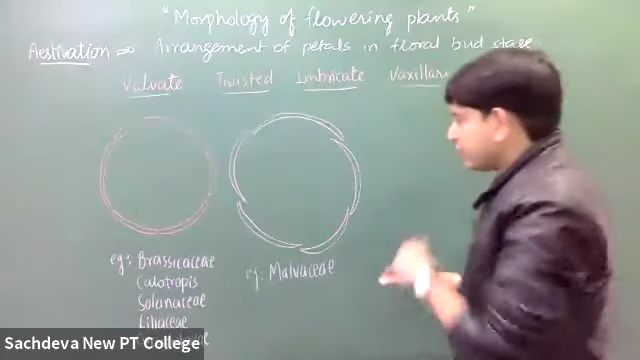 "Morphology of flowering plants"
Aestivation Arrangement of petals in floral bud stage
Valvate Twisted Imbricate Vaxillary
eg: Brassicaceae
Calotropis
Solanaceae
Liliaceae
eg: Malvaceae
Sachdeva New PT College